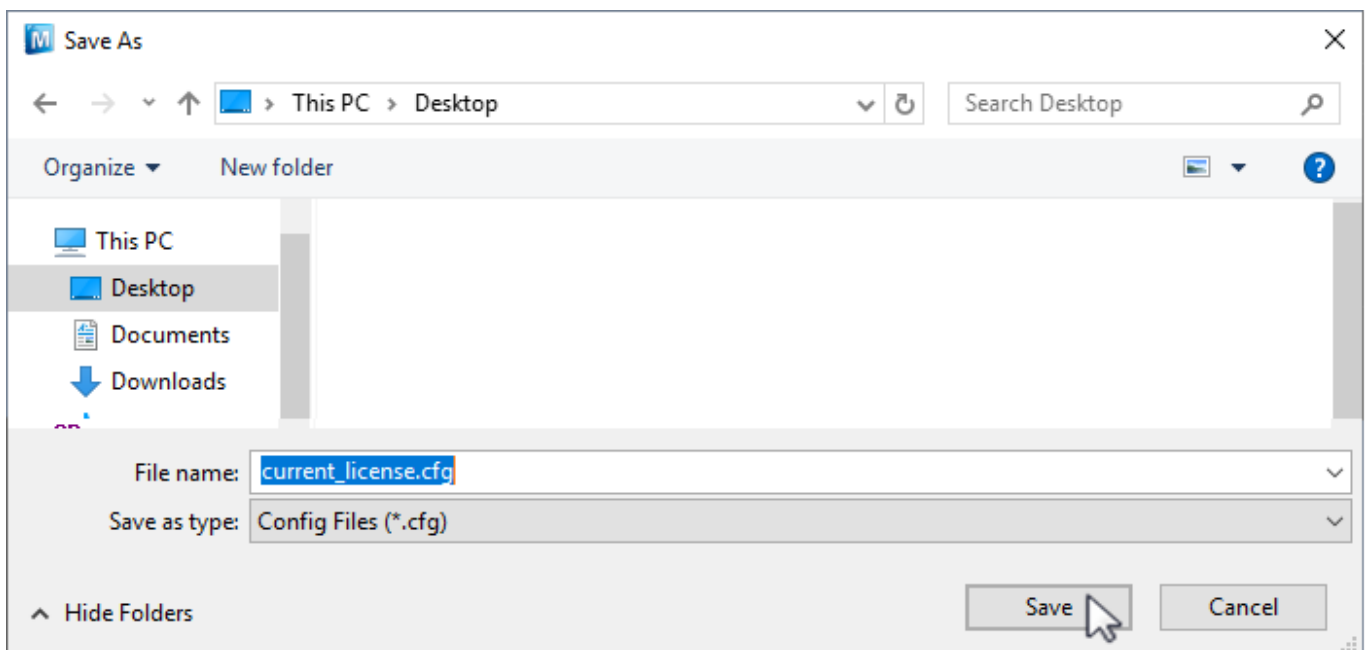 Save As
This PC > Desktop
Search Desktop
Organize
New folder
This PC
Desktop
Documents
Downloads
File name: current_license.cfg
Save as type: Config Files (*.cfg)
Hide Folders
Save
Cancel